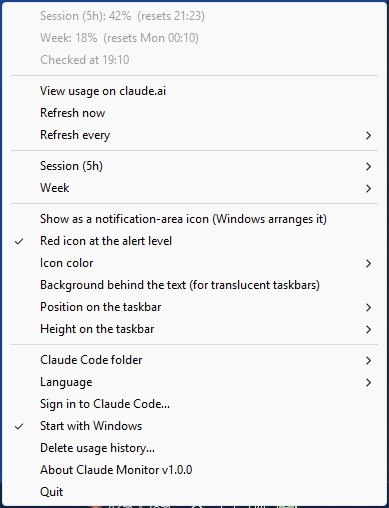 Session (5h): 42% (resets 21:23)
Week: 18% (resets Mon 00:10)
Checked at 19:10
View usage on claude.ai
Refresh now
Refresh every
Session (5h)
Week
Show as a notification-area icon (Windows arranges it)
Red icon at the alert level
Icon color
Background behind the text (for translucent taskbars)
Position on the taskbar
Height on the taskbar
Claude Code folder
Language
Sign in to Claude Code...
Start with Windows
Delete usage history...
About Claude Monitor v1.0.0
Quit